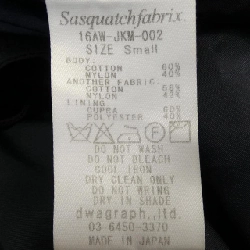 Sasquatchfabrix.
16AW-JKM-002
SIZE Small
BODY:
COTTON 60%
NYLON 40%
ANOTHER FABRIC:
COTTON
NYLON
LINING
CUPRA 60%
POLYESTER 40%
DO NOT WASH
DO NOT BLEACH
COOL IRON
DRY CLEAN ONLY
DO NOT WRING
DRY IN SHADE
dwagraph.,ltd.
03-6450-3370
MADE IN JAPAN